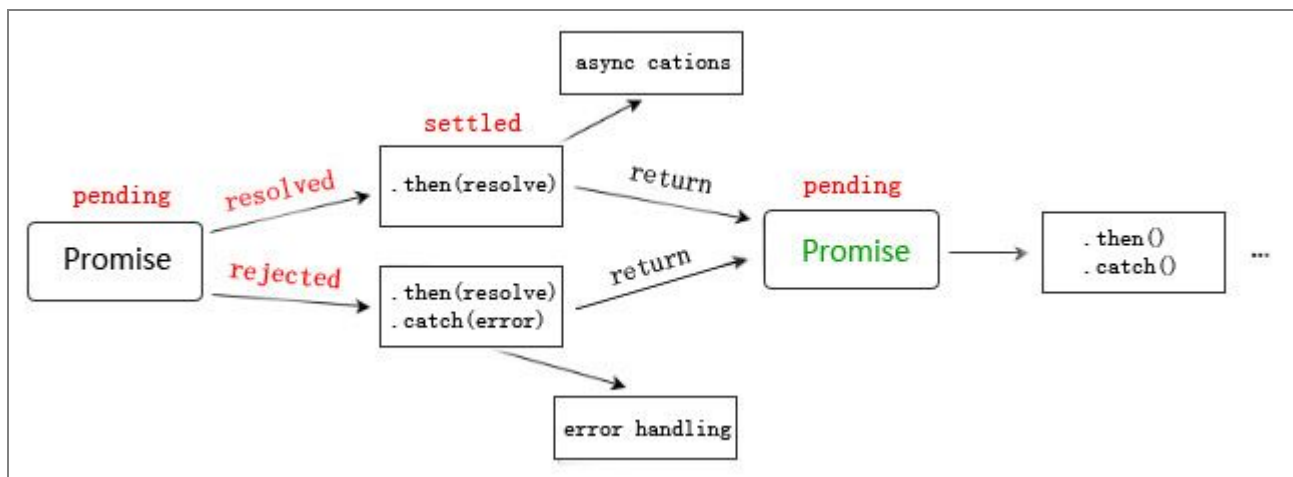 async cations
settled
.then(resolve)
return
pending
resolved
pending
Promise
Promise
.then()
.catch()
...
rejected
return
.then(resolve)
.catch(error)
error handling